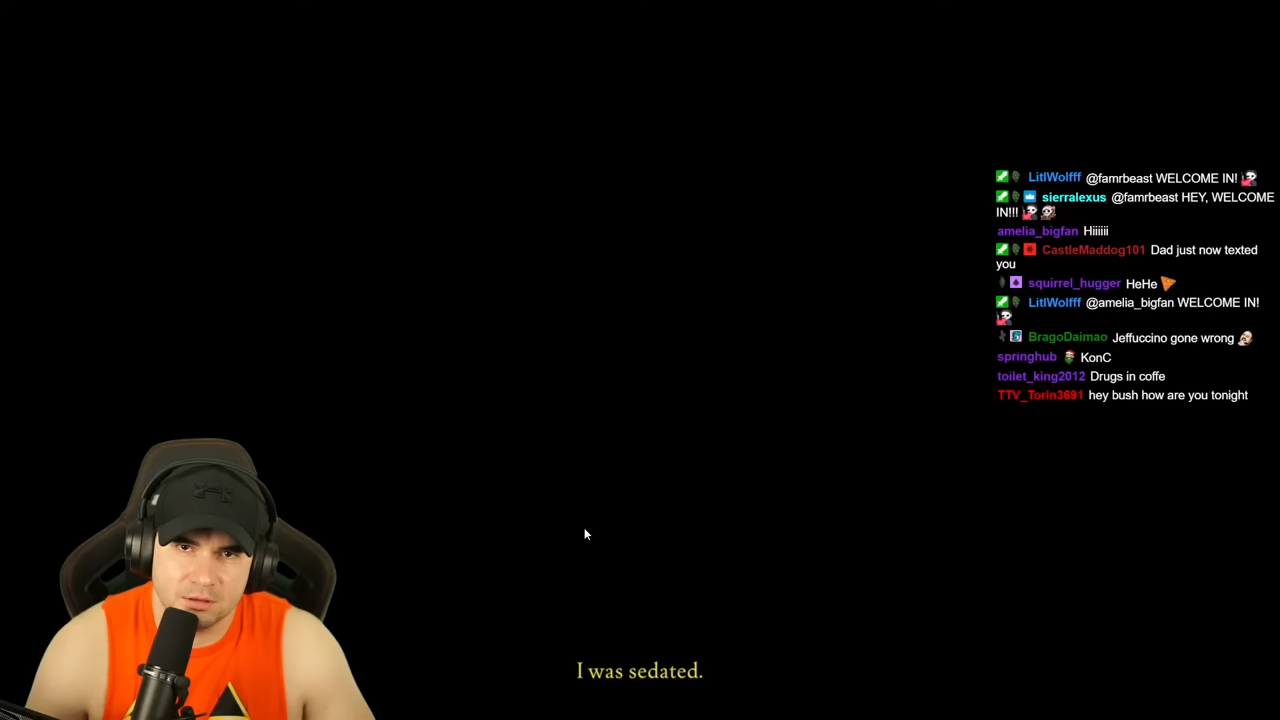 LitlWolfff @famrbeast WELCOME IN!
sierralexus @famrbeast HEY, WELCOME
IN!!!
amelia_bigfan Hiiiiii
CastleMaddog101 Dad just now texted
you
squirrel_hugger HeHe
LitlWolfff @amelia_bigfan WELCOME IN!
BragoDaimao Jeffuccino gone wrong
springhub KonC
toilet_king2012 Drugs in coffe
TTV_Torin3691 hey bush how are you tonight
I was sedated.